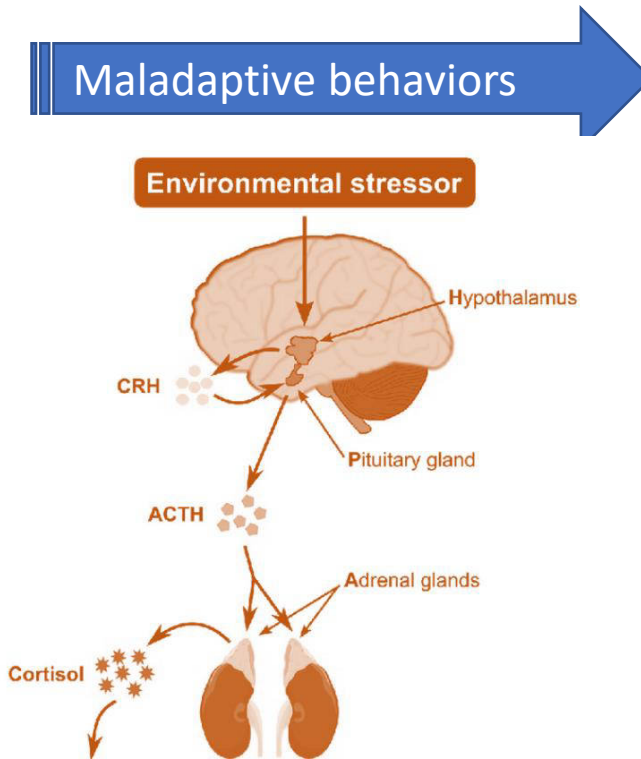 Maladaptive behaviors
Environmental stressor
Hypothalamus
CRH
Pituitary gland
ACTH
Adrenal glands
Cortisol